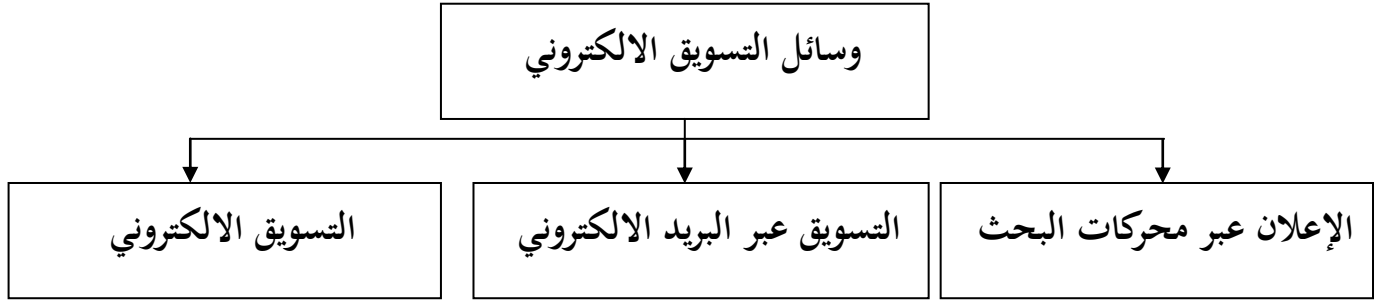 وسائل التسويق الالكتروني
الإعلان عبر محركات البحث
التسويق عبر البريد الالكتروني
التسويق الالكتروني